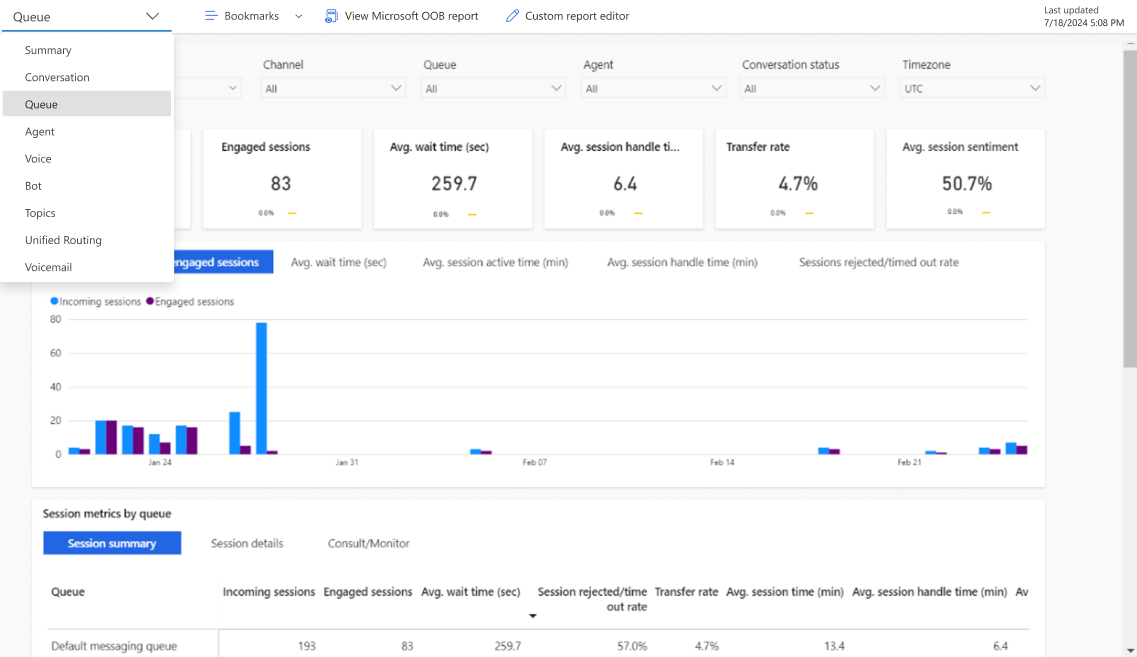 Queue
Bookmarks
View Microsoft OOB report
Custom report editor
Last updated
7/18/2024 5:08 PM
Summary
Conversation
Queue
Agent
Voice
Bot
Topics
Unified Routing
Voicemail
Channel
Queue
Agent
Conversation status
Timezone
All
All
All
All
UTC
Engaged sessions
83
0.0%
Avg. wait time (sec)
259.7
0.0%
Avg. session handle ti...
6.4
0.0%
Transfer rate
4.7%
0.0%
Avg. session sentiment
50.7%
0.0%
ngaged sessions
Avg. wait time (sec)
Avg. session active time (min)
Avg. session handle time (min)
Sessions rejected/timed out rate
Incoming sessions Engaged sessions
80
60
40
20
0
Jan 24 Jan 31 Feb 07 Feb 14 Feb 21
Session metrics by queue
Session summary
Session details
Consult/Monitor
Queue Incoming sessions Engaged sessions Avg. wait time (sec) Session rejected/time Transfer rate Avg. session time (min) Avg. session handle time (min) Av
out rate
Default messaging queue 193 83 259.7 57.0% 4.7% 13.4 6.4